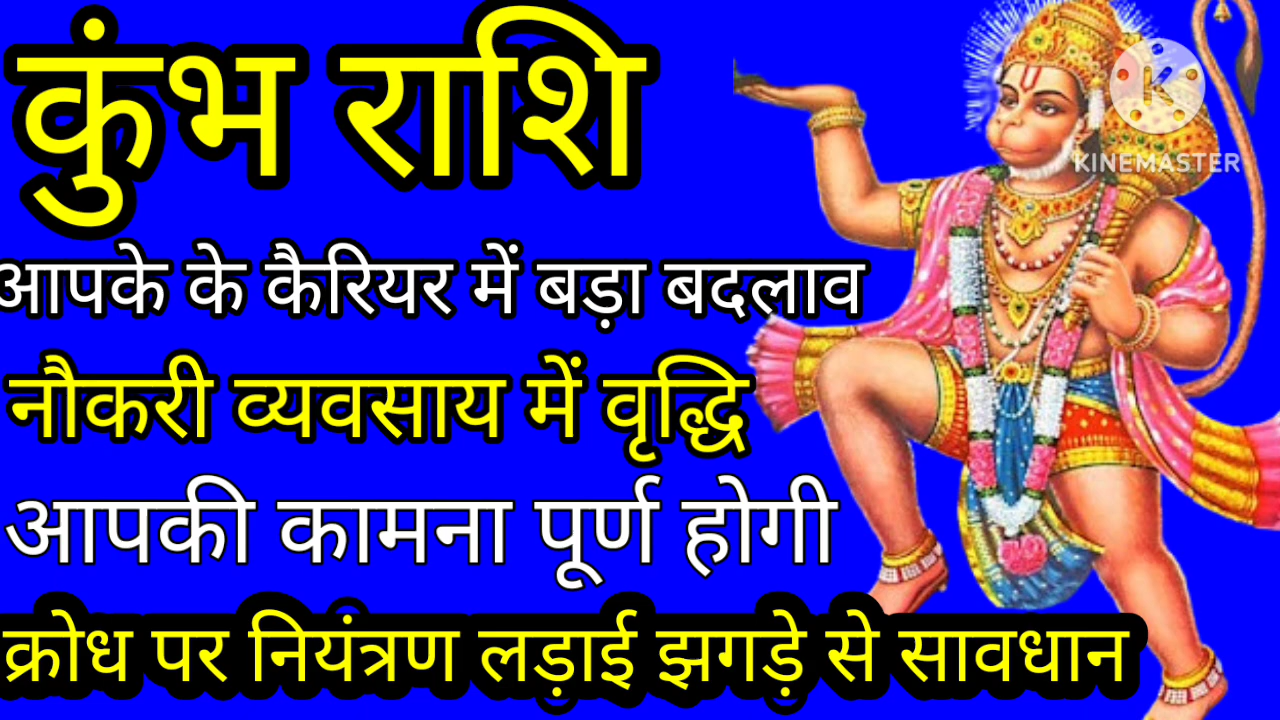 कुंभ राशि
KINEMASTER
आपके के कैरियर में बड़ा बदलाव
नौकरी व्यवसाय में वृद्धि
आपकी कामना पूर्ण होगी
क्रोध पर नियंत्रण लड़ाई झगड़े से सावधान